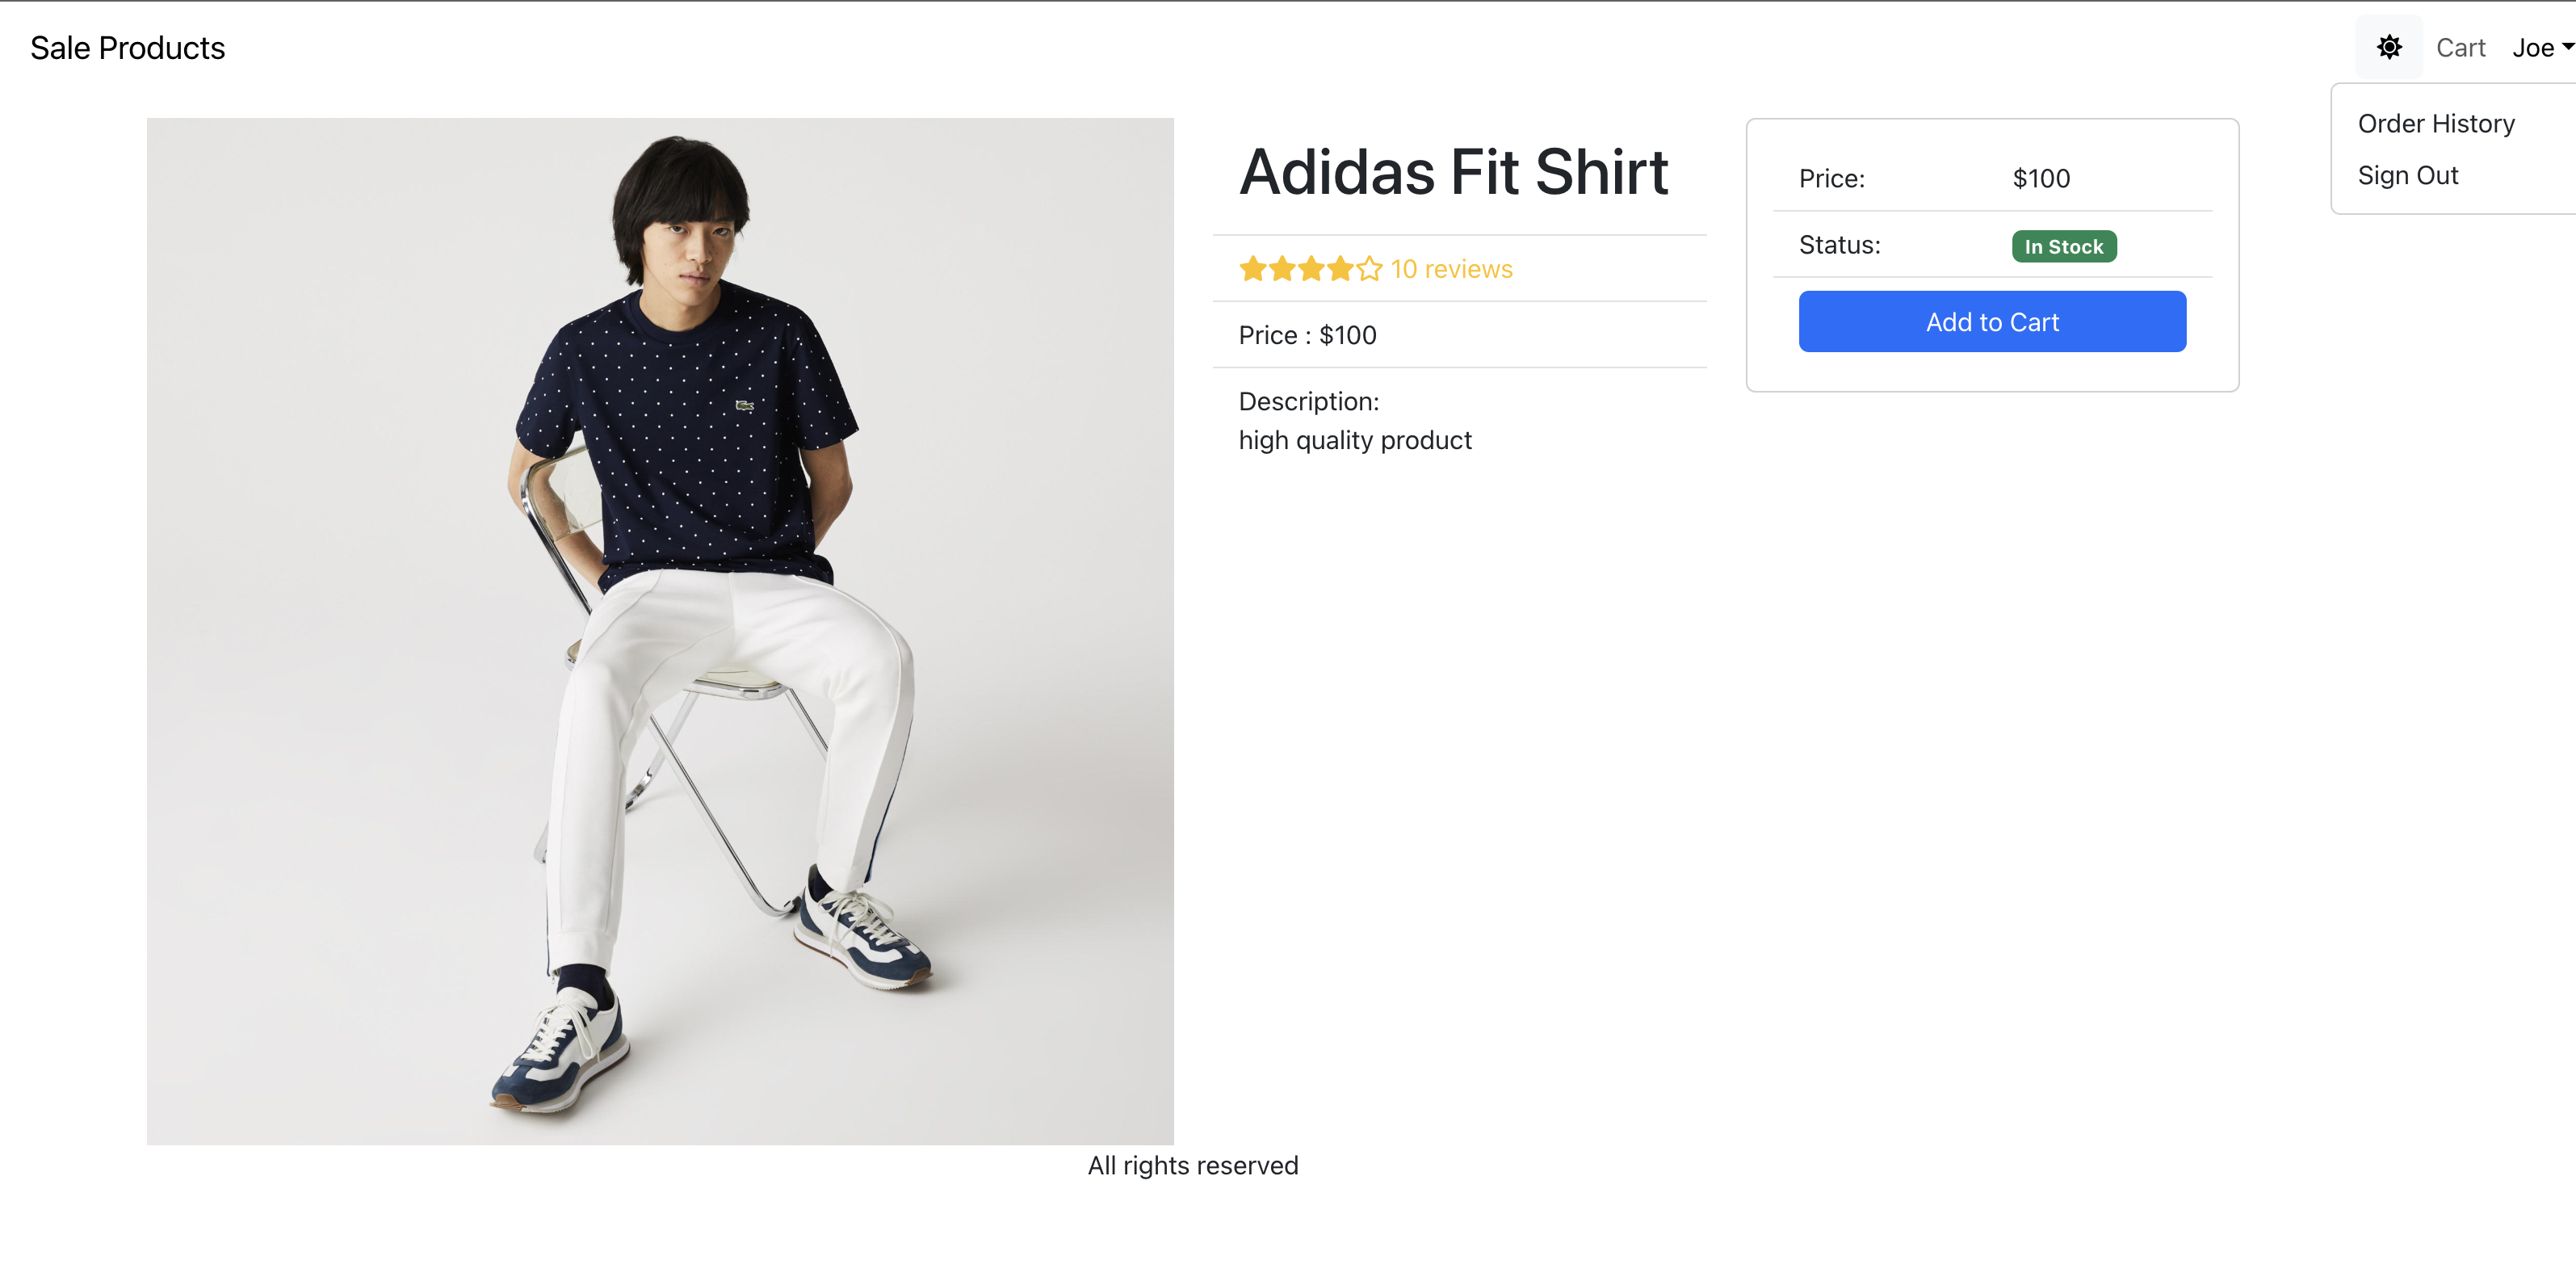 Sale Products
Cart
Joe
Order History
Sign Out
Adidas Fit Shirt
10 reviews
Price : $100
Description:
high quality product
Price:
$100
Status:
In Stock
Add to Cart
All rights reserved